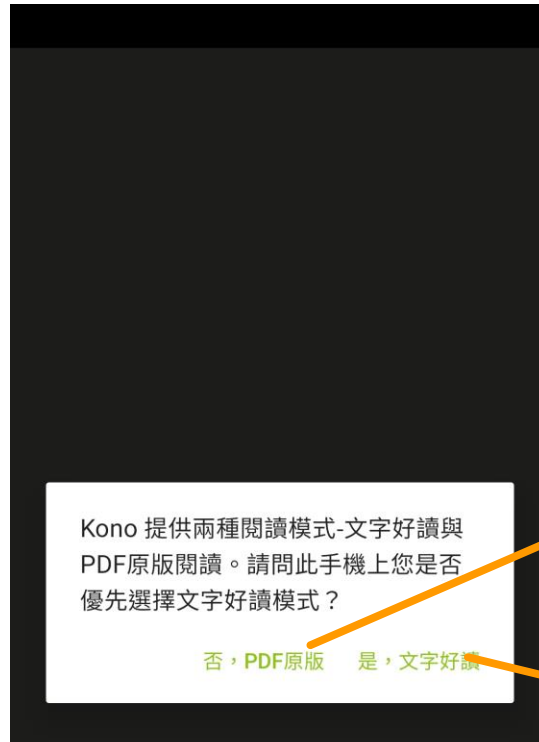 Kono 提供兩種閱讀模式-文字好讀與
PDF原版閱讀。請問此手機上您是否
優先選擇文字好讀模式？
否，PDF原版 是，文字好讀